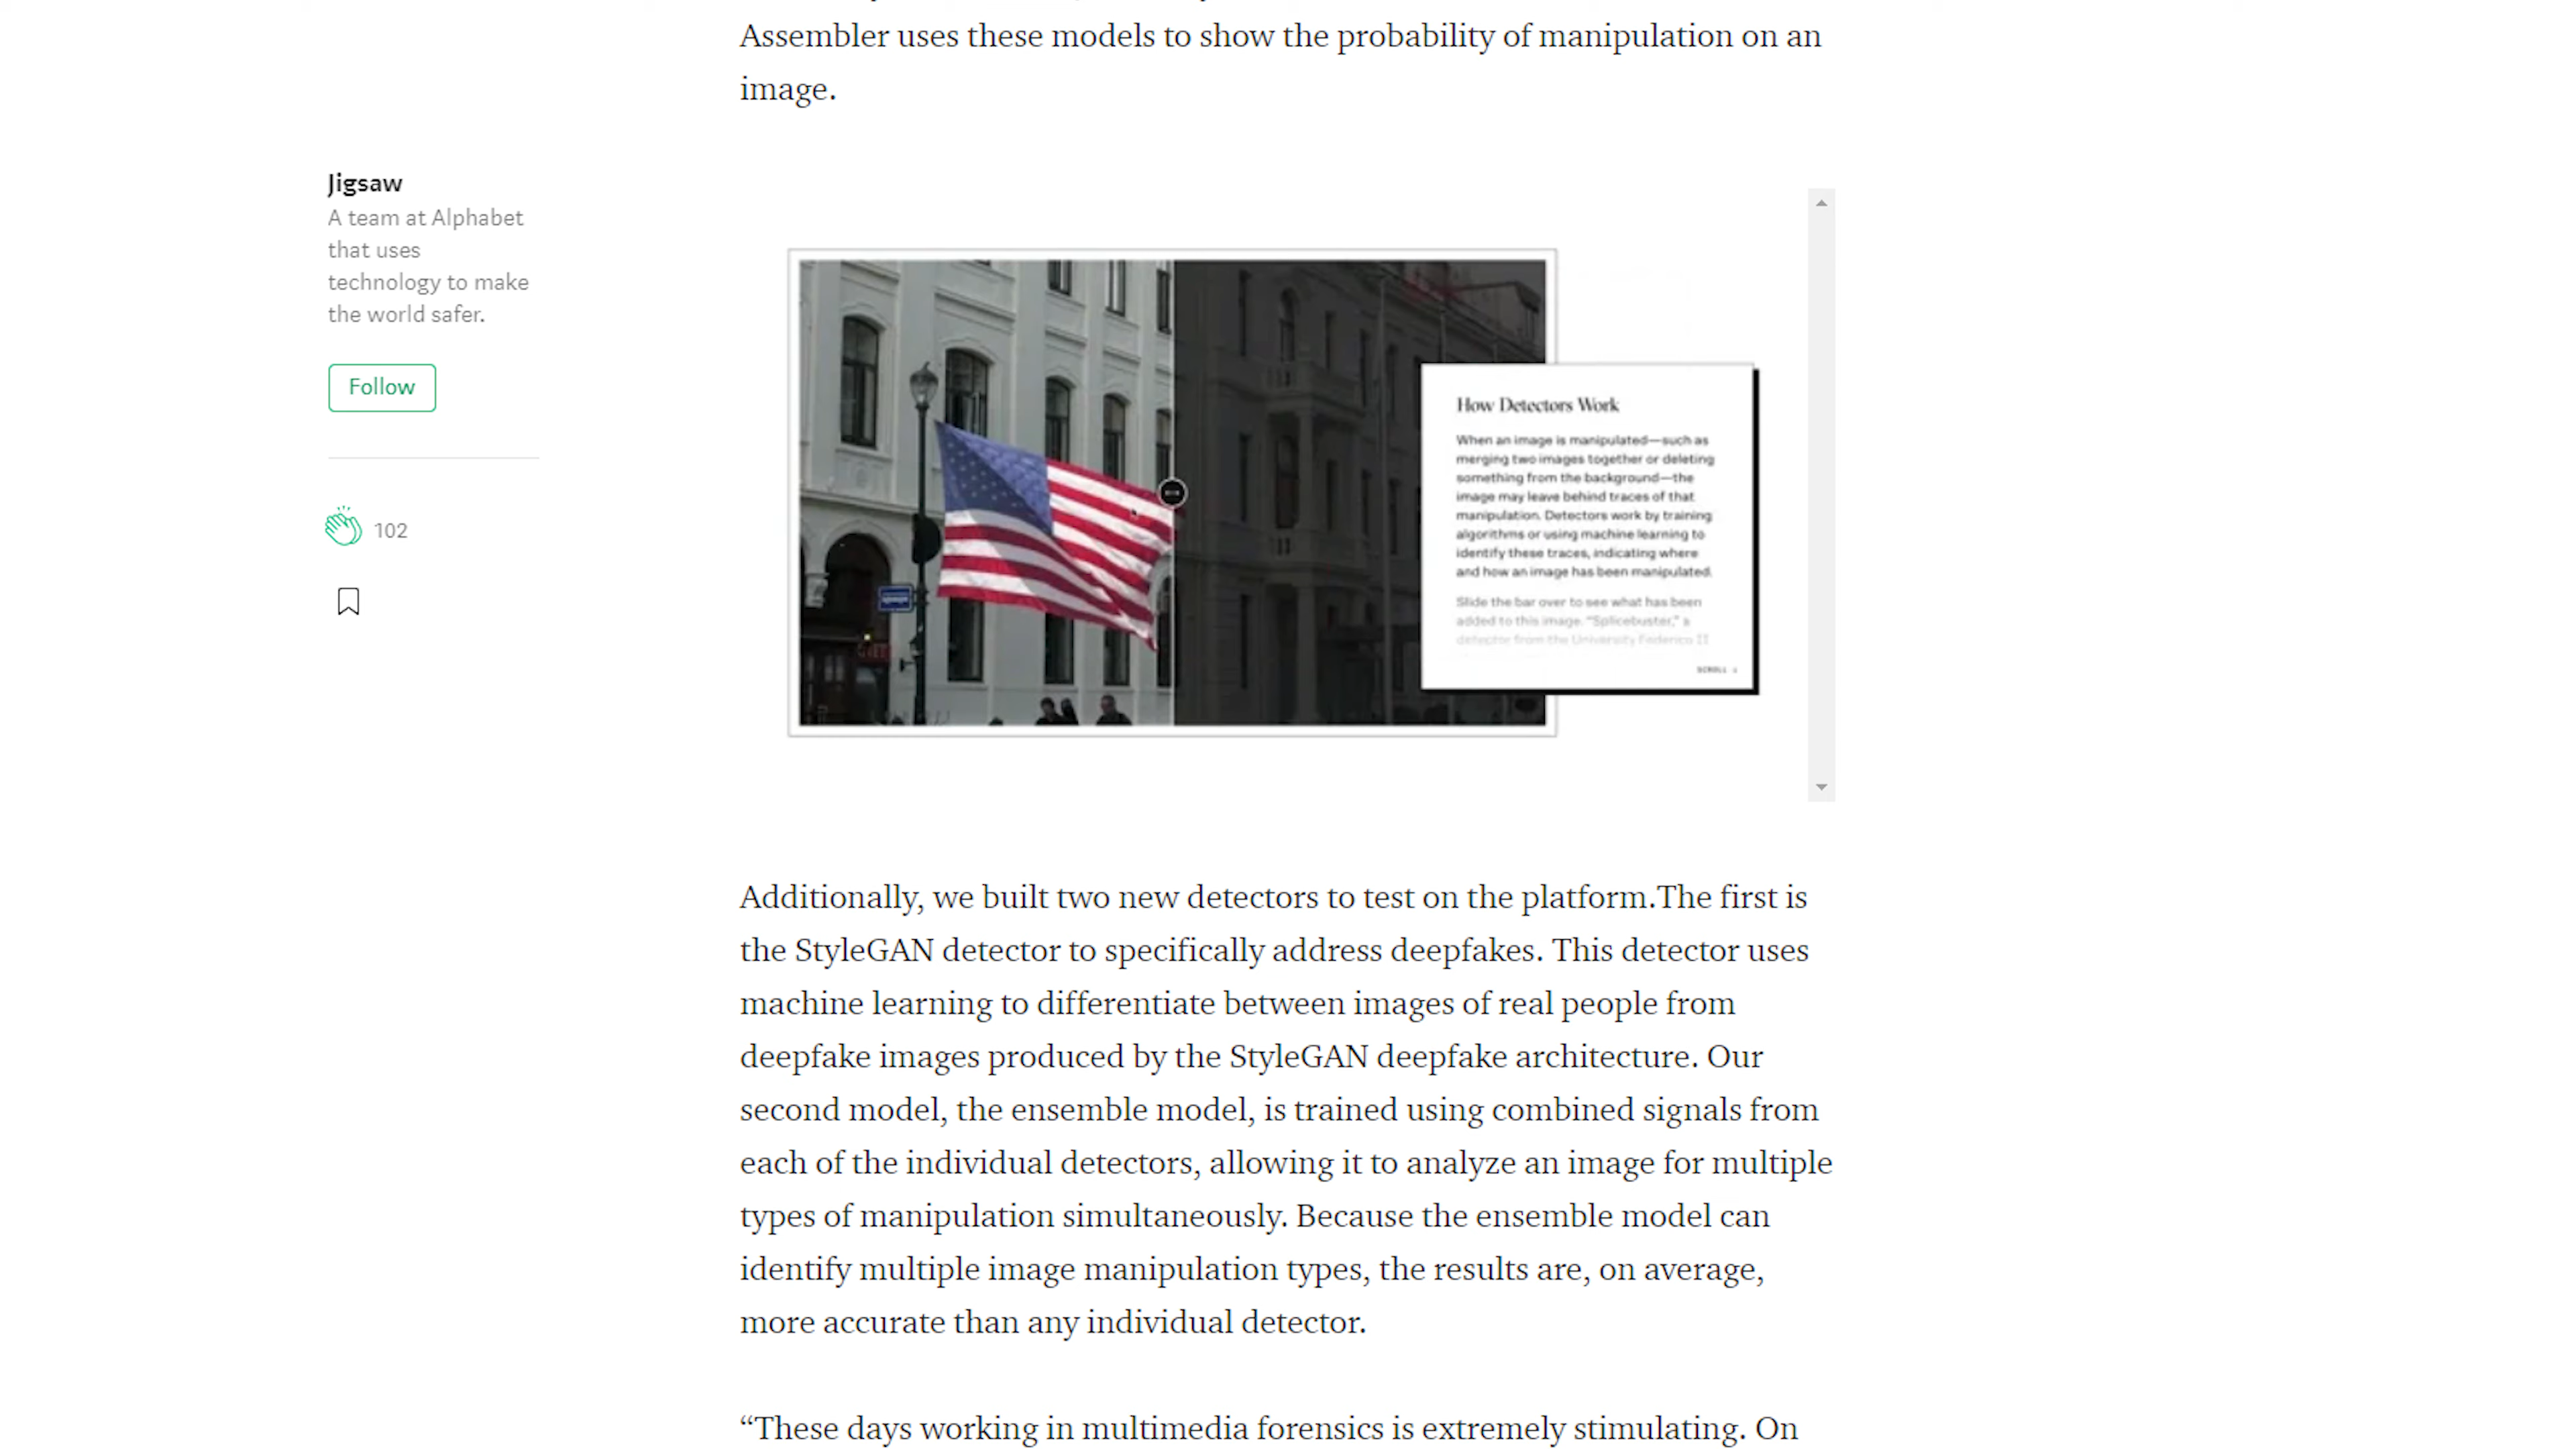 Assembler uses these models to show the probability of manipulation on an
image.
Jigsaw
A team at Alphabet
that uses
technology to make
the world safer.
Follow
102
How Detectors Work
When an image is manipulated—such as
merging two images together or deleting
something from the background—the
image may leave behind traces of that
manipulation. Detectors work by training
algorithms or using machine learning to
identify these traces, indicating where
and how an image has been manipulated.
Slide the bar over to see what has been
added to this image. “Splicebuster,” a
detector from the University Federico II
SCROLL ↓
Additionally, we built two new detectors to test on the platform.The first is
the StyleGAN detector to specifically address deepfakes. This detector uses
machine learning to differentiate between images of real people from
deepfake images produced by the StyleGAN deepfake architecture. Our
second model, the ensemble model, is trained using combined signals from
each of the individual detectors, allowing it to analyze an image for multiple
types of manipulation simultaneously. Because the ensemble model can
identify multiple image manipulation types, the results are, on average,
more accurate than any individual detector.
“These days working in multimedia forensics is extremely stimulating. On